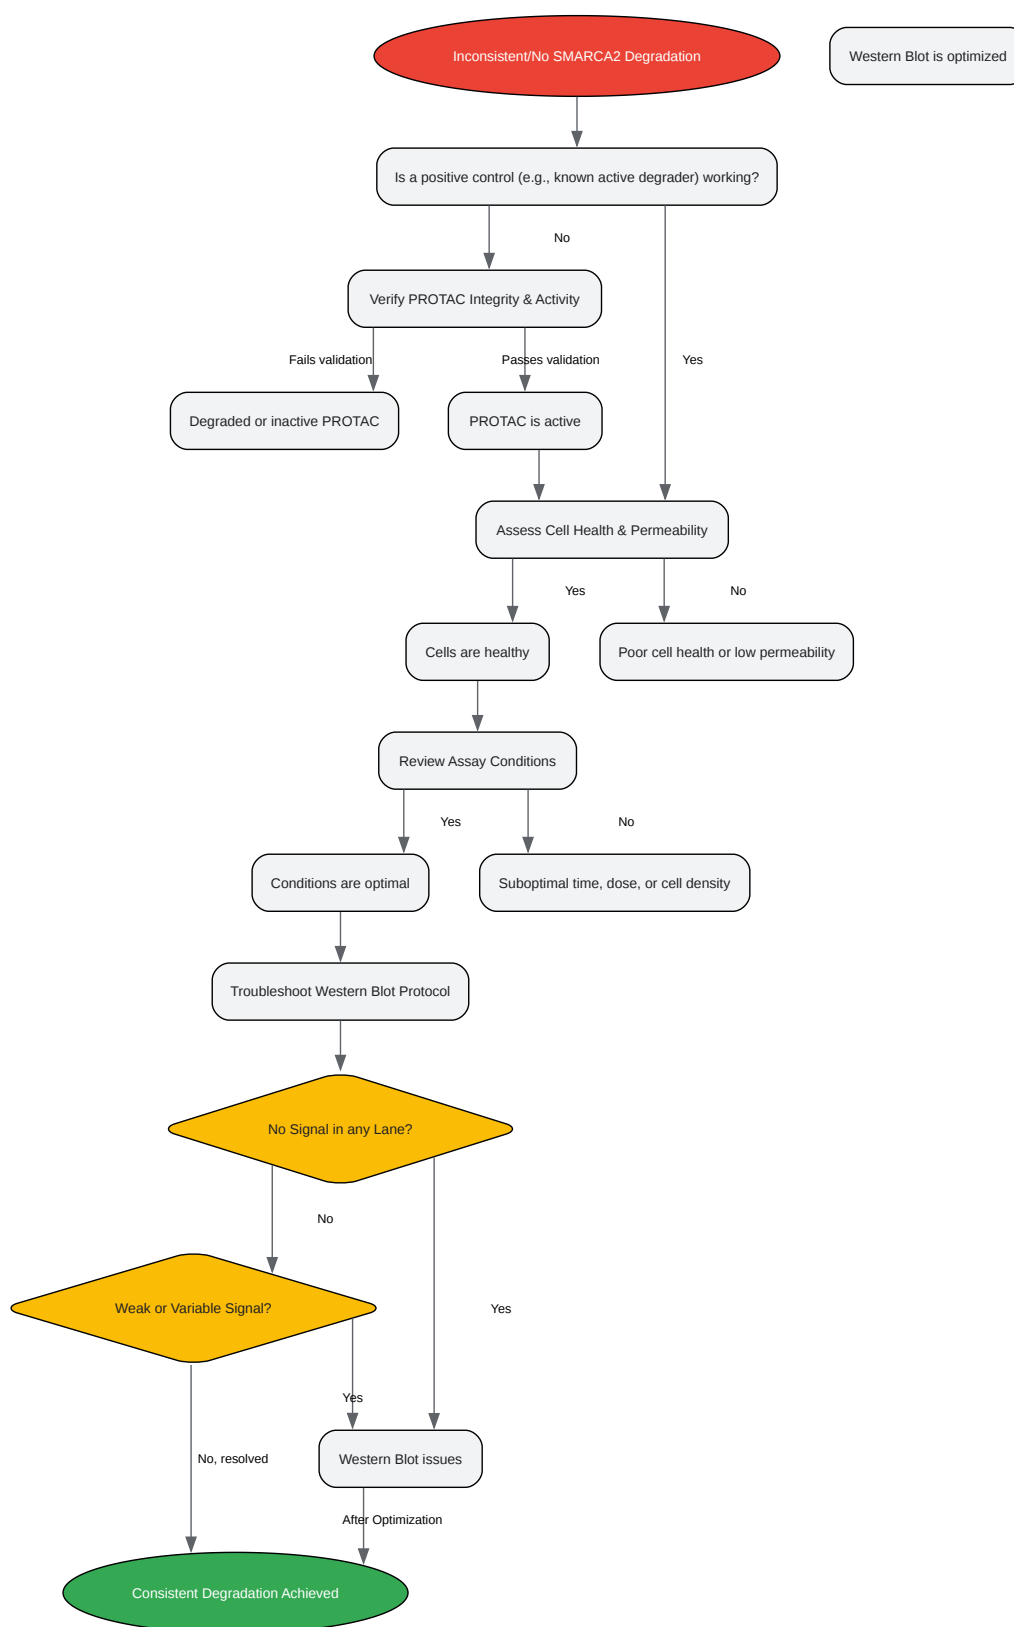 Inconsistent/No SMARCA2 Degradation
Western Blot is optimized
Is a positive control (e.g., known active degrader) working?
No
Verify PROTAC Integrity & Activity
Fails validation
Passes validation
Yes
Degraded or inactive PROTAC
PROTAC is active
Assess Cell Health & Permeability
Yes
No
Cells are healthy
Poor cell health or low permeability
Review Assay Conditions
Yes
No
Conditions are optimal
Suboptimal time, dose, or cell density
Troubleshoot Western Blot Protocol
No Signal in any Lane?
No
Weak or Variable Signal?
Yes
Yes
No, resolved
Western Blot issues
After Optimization
Consistent Degradation Achieved